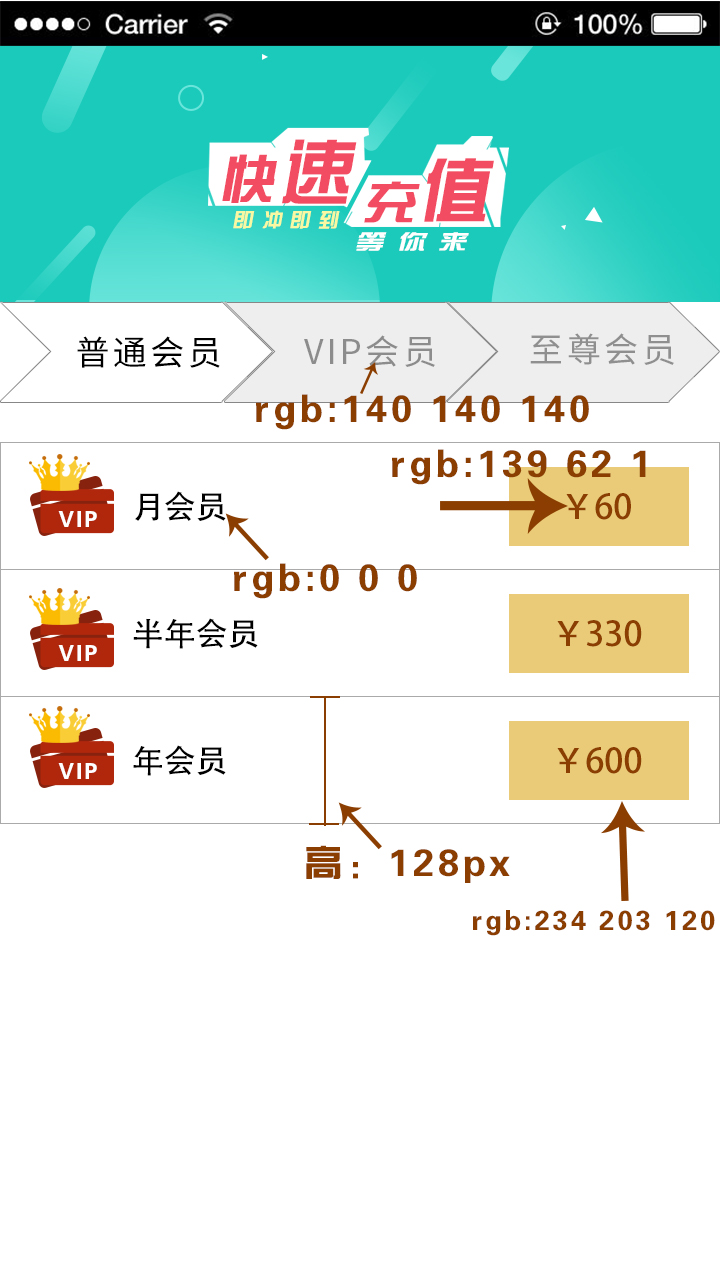 Carrier 100%
快速充值
即冲即到
等你来
普通会员 VIP会员 至尊会员
rgb:140 140 140
rgb:139 62 1
VIP 月会员 ￥60
rgb:0 0 0
VIP 半年会员 ￥330
VIP 年会员 ￥600
高：128px
rgb:234 203 120